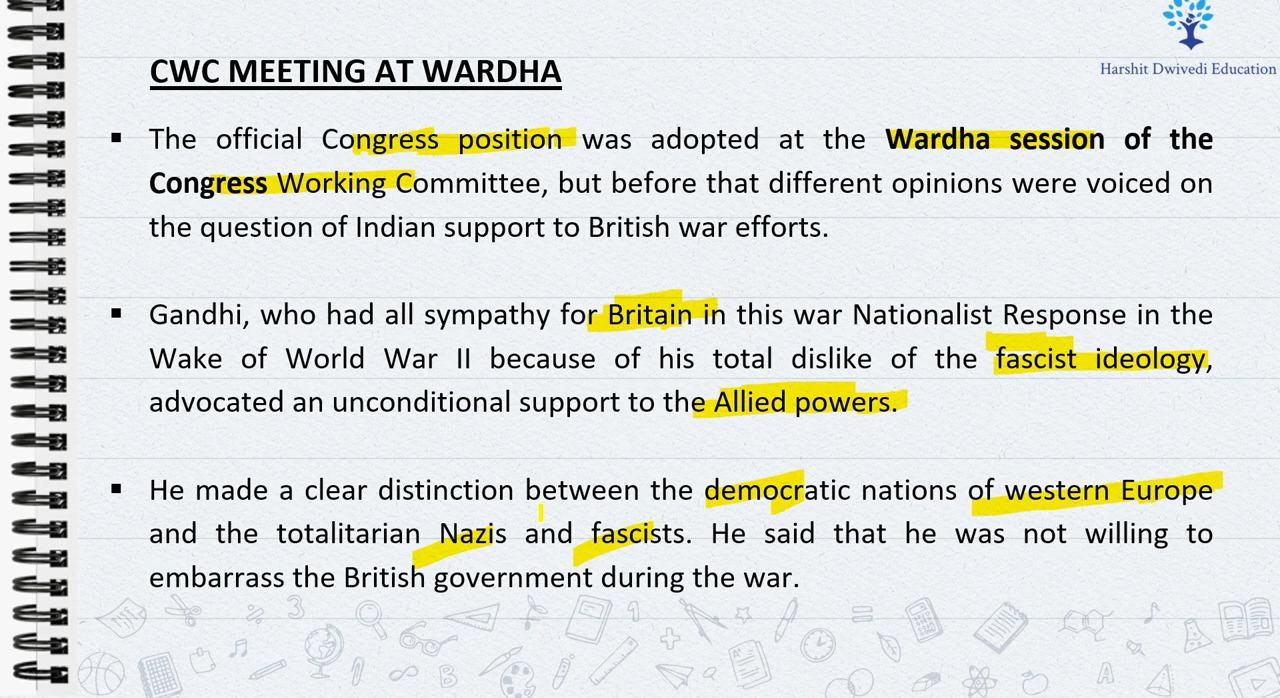 Harshit Dwivedi Education
CWC MEETING AT WARDHA
▪ The official Congress position was adopted at the Wardha session of the
Congress Working Committee, but before that different opinions were voiced on
the question of Indian support to British war efforts.
▪ Gandhi, who had all sympathy for Britain in this war Nationalist Response in the
Wake of World War II because of his total dislike of the fascist ideology,
advocated an unconditional support to the Allied powers.
▪ He made a clear distinction between the democratic nations of western Europe
and the totalitarian Nazis and fascists. He said that he was not willing to
embarrass the British government during the war.